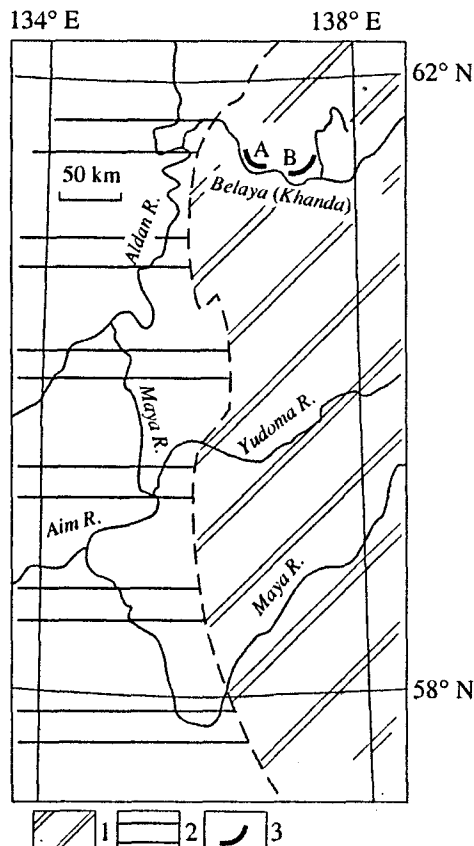 134° E 138° E
62° N
A B
50 km
Belaya (Khanda)
Aldan R.
Maya R.
Yudoma R.
Aim R.
Maya R.
58° N
1 2 3